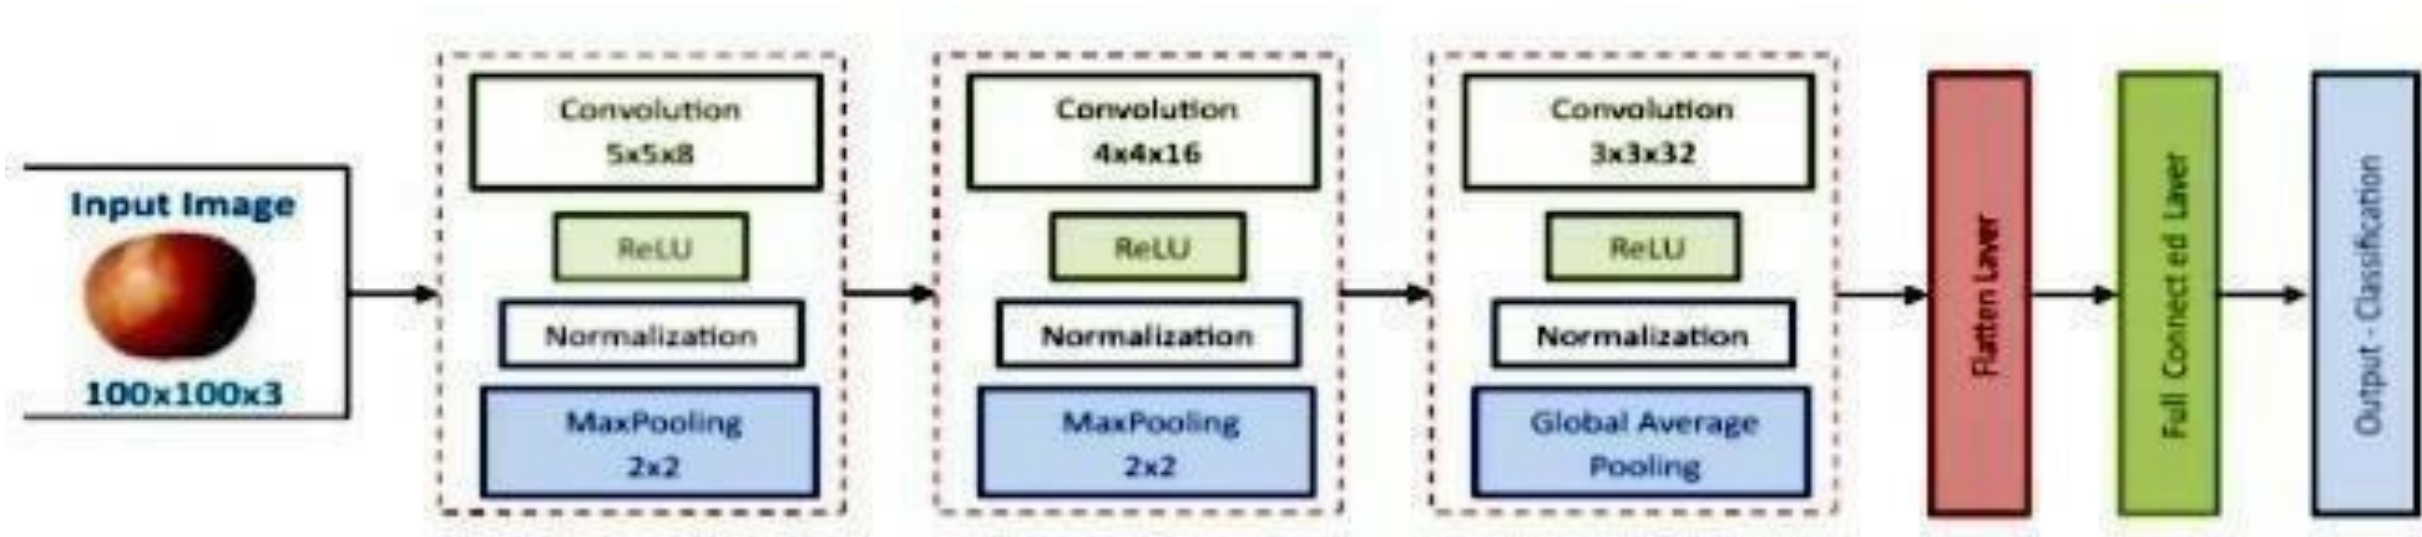 Input Image
100x100x3
Convolution
5x5x8
ReLU
Normalization
MaxPooling
2x2
Convolution
4x4x16
ReLU
Normalization
MaxPooling
2x2
Convolution
3x3x32
ReLU
Normalization
Global Average
Pooling
Flatten Layer
Full Connect ed Layer
Output - Classification